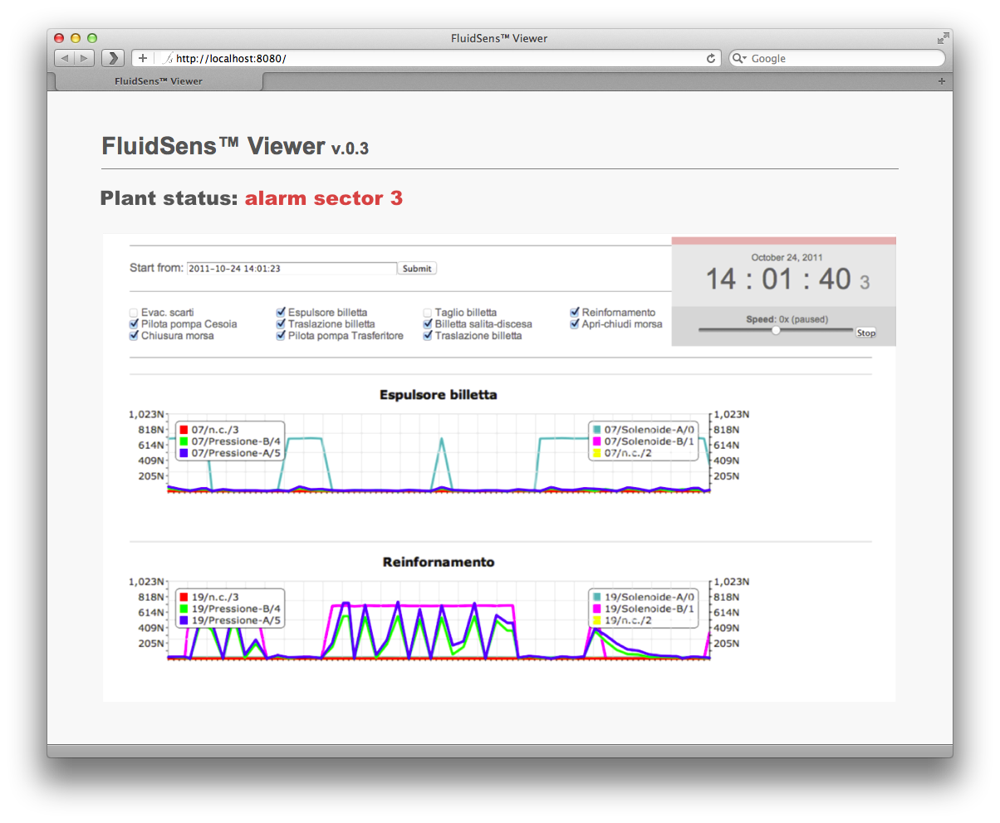 FluidSens™ Viewer
http://localhost:8080/
Google
FluidSens™ Viewer
FluidSens™ Viewer v.0.3
Plant status: alarm sector 3
Start from: 2011-10-24 14:01:23 Submit
October 24, 2011
14 : 01 : 40 3
Speed: 0x (paused)
Stop
Evac. scarti Espulsore billetta Taglio billetta Reinfornamento
Pilota pompa Cesoia Traslazione billetta Billetta salita-discesa Apri-chiudi morsa
Chiusura morsa Pilota pompa Trasferitore Traslazione billetta
Espulsore billetta
1,023N
818N
614N
409N
205N
07/n.c./3
07/Pressione-B/4
07/Pressione-A/5
07/Solenoide-A/0
07/Solenoide-B/1
07/n.c./2
1,023N
818N
614N
409N
205N
Reinfornamento
1,023N
818N
614N
409N
205N
19/n.c./3
19/Pressione-B/4
19/Pressione-A/5
19/Solenoide-A/0
19/Solenoide-B/1
19/n.c./2
1,023N
818N
614N
409N
205N